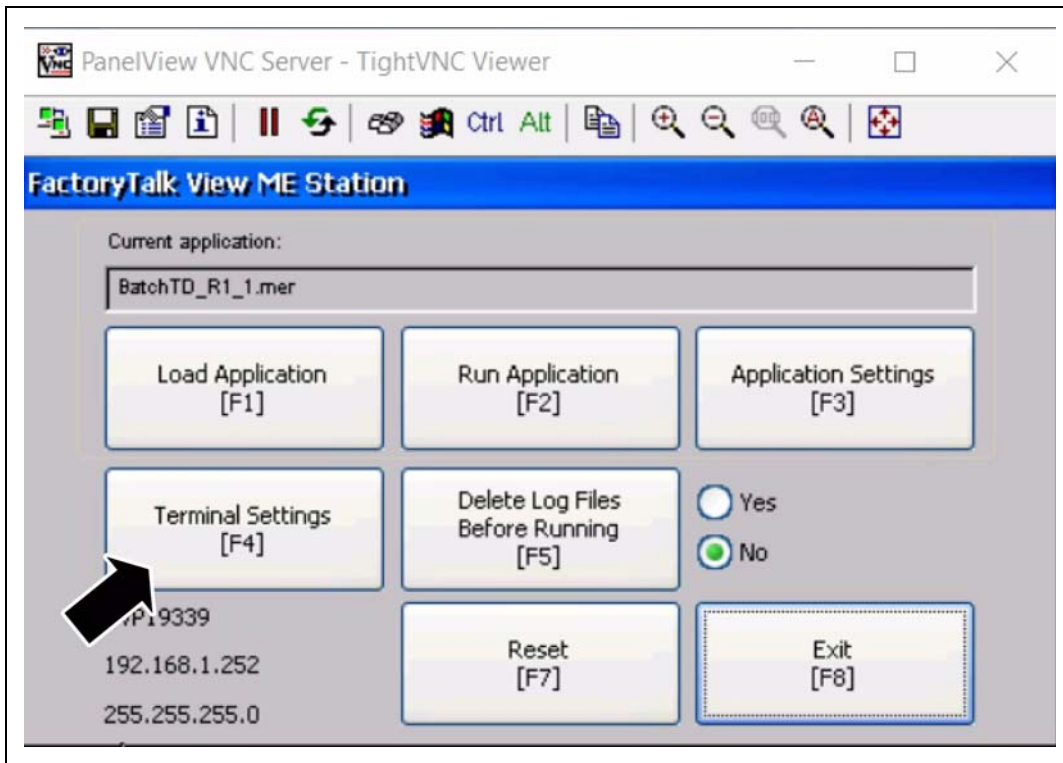 PanelView VNC Server - TightVNC Viewer
Ctrl Alt
FactoryTalk View ME Station
Current application:
BatchTD_R1_1.mer
Load Application
[F1]
Run Application
[F2]
Application Settings
[F3]
Terminal Settings
[F4]
Delete Log Files
Before Running
[F5]
Yes
No
192.168.1.252
255.255.255.0
Reset
[F7]
Exit
[F8]